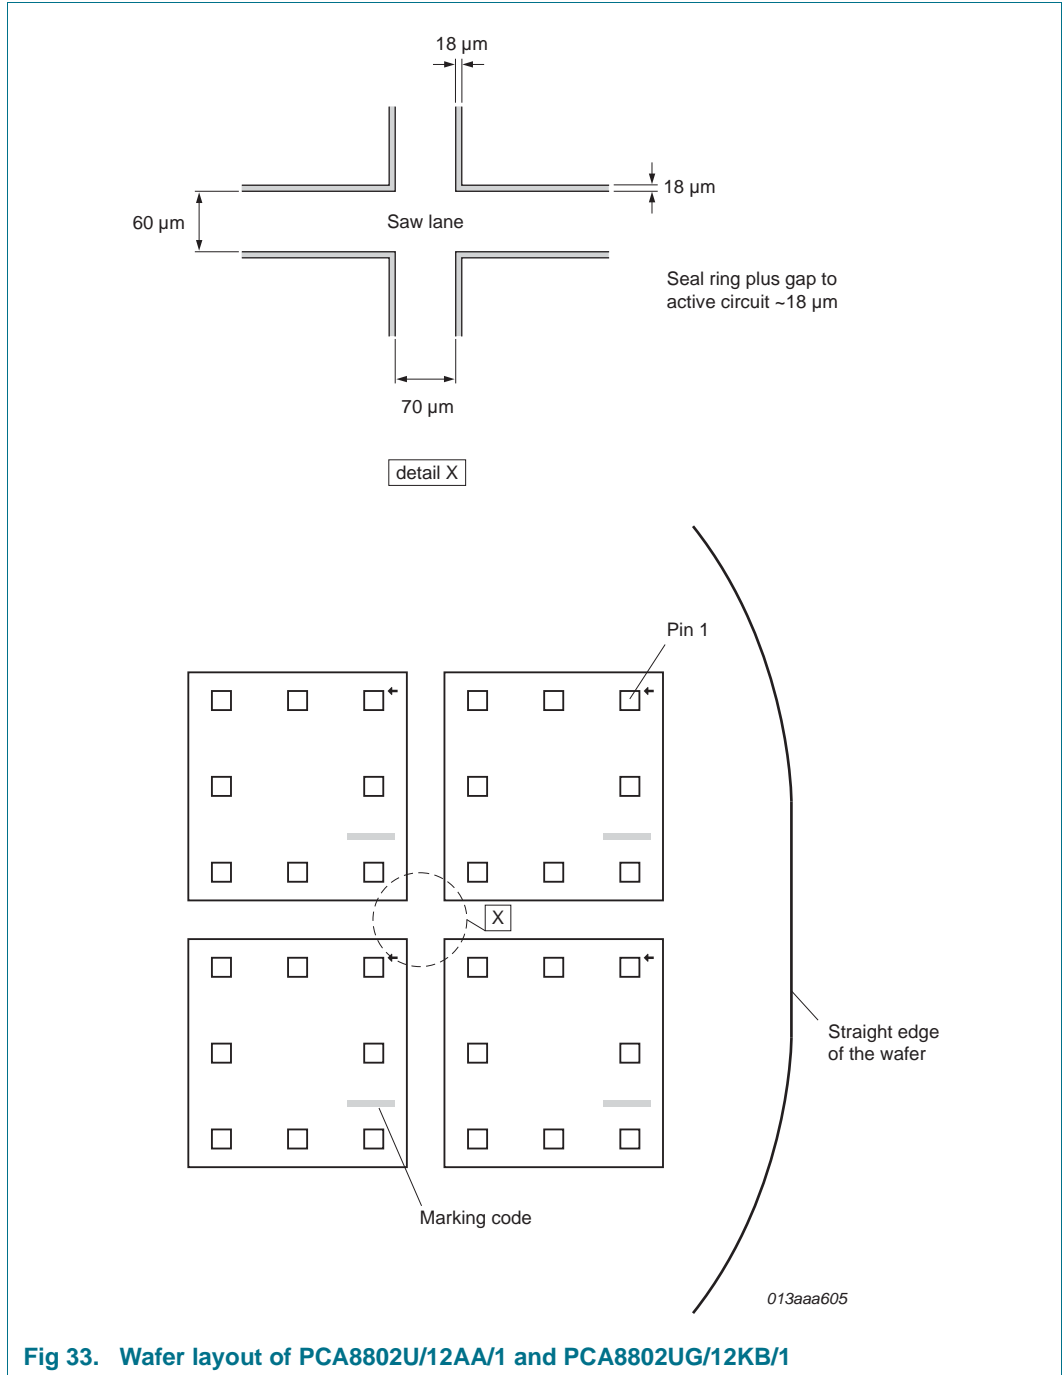 18 µm
18 µm
60 µm
Saw lane
Seal ring plus gap to
active circuit ~18 µm
70 µm
detail X
Pin 1
X
Straight edge
of the wafer
Marking code
013aaa605
Fig 33. Wafer layout of PCA8802U/12AA/1 and PCA8802UG/12KB/1